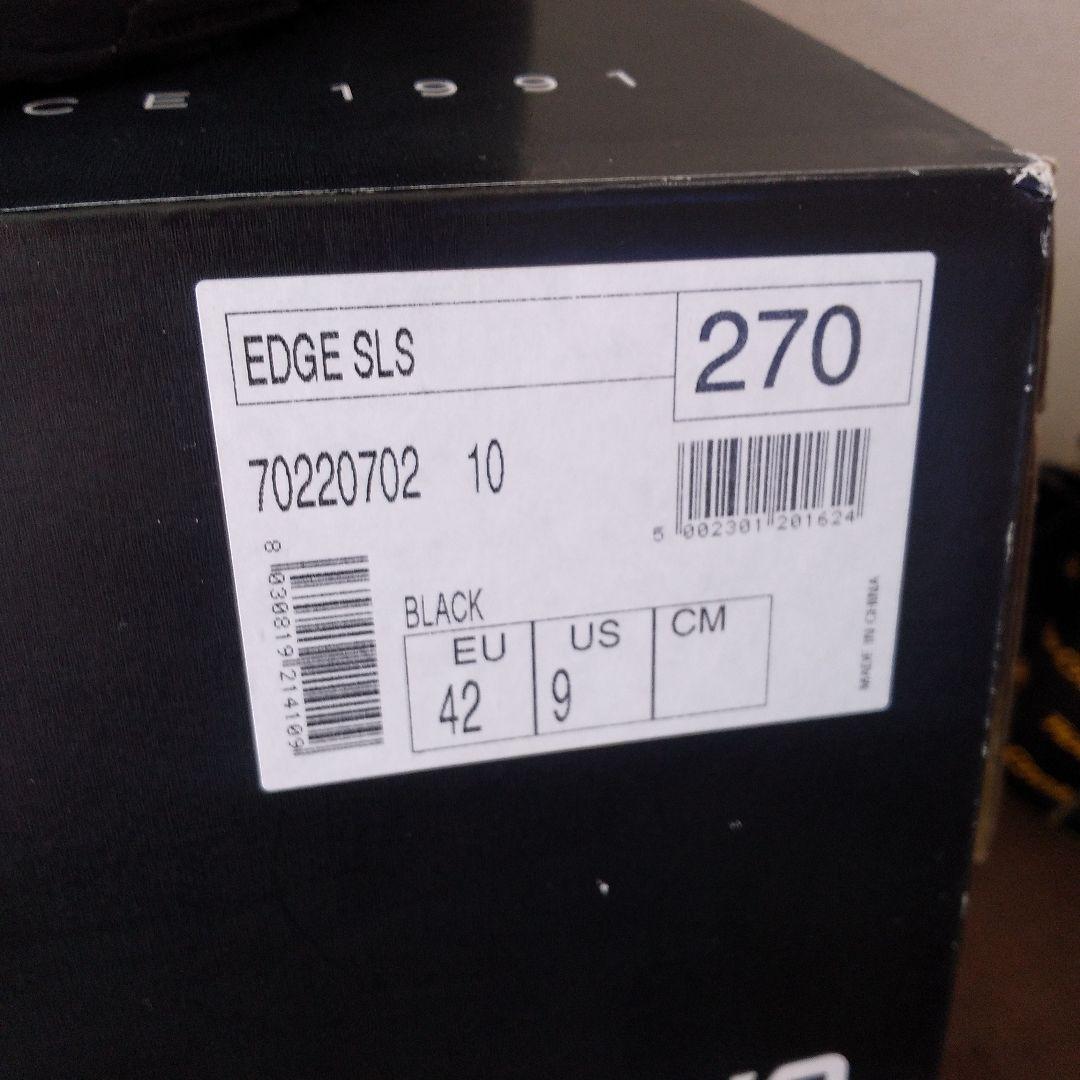 CE 1991
EDGE SLS
270
70220702 10
5 002301 201624
8 030819 214109
BLACK
EU US CM
42 9
MADE IN CHINA